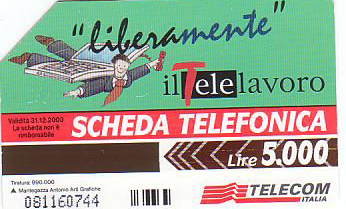 "liberamente"
il Telelavoro
Validità 31.12.2000
La scheda non è
rimborsabile
SCHEDA TELEFONICA
Lire 5.000
Tiratura: 990.000
Mantegazza Antonio Arti Grafiche
081160744
TELECOM
ITALIA